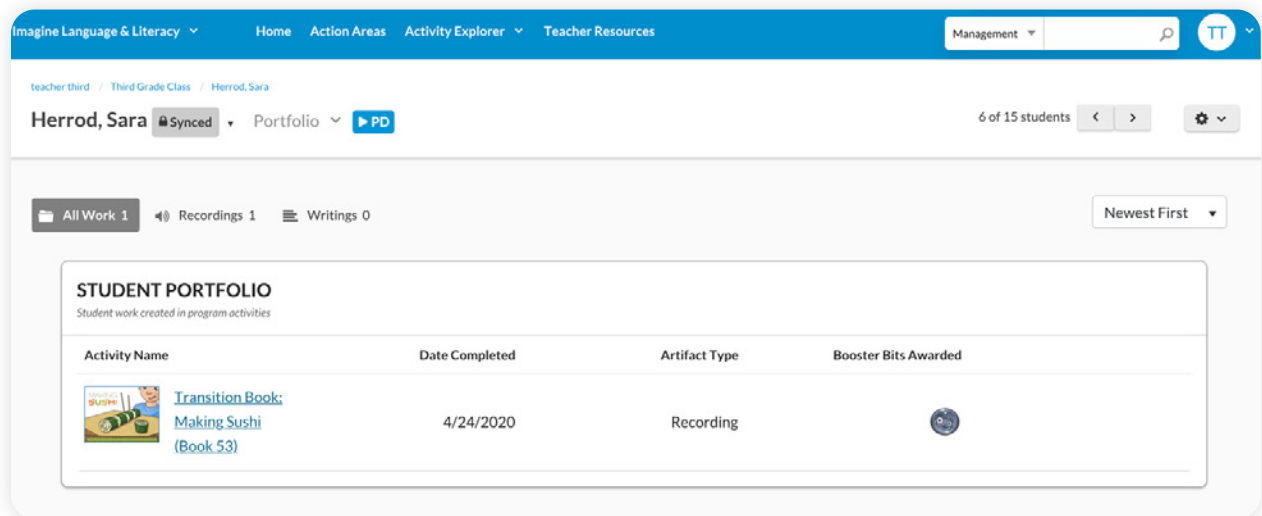 Imagine Language & Literacy Home Action Areas Activity Explorer Teacher Resources Management TT
teacher third / Third Grade Class / Herrod, Sara
Herrod, Sara Synced Portfolio PD 6 of 15 students
All Work 1 Recordings 1 Writings 0 Newest First
STUDENT PORTFOLIO
Student work created in program activities
Activity Name Date Completed Artifact Type Booster Bits Awarded
MAKING
SUSHI
Transition Book:
Making Sushi 4/24/2020 Recording
(Book 53)